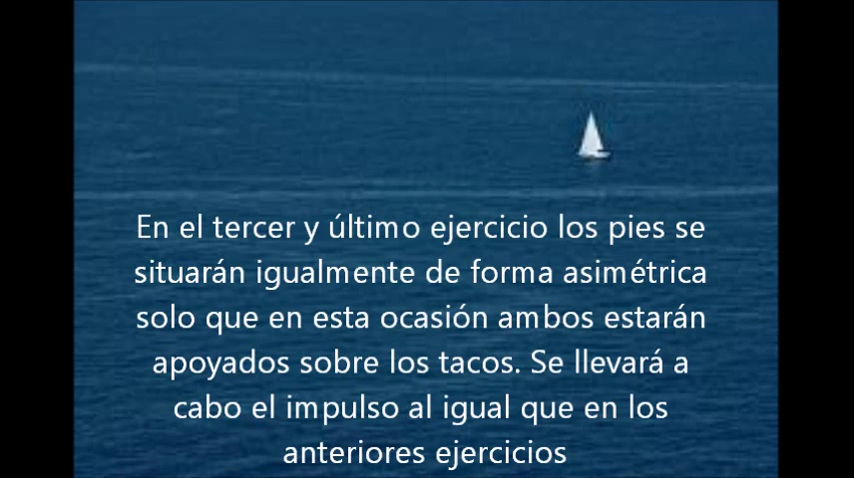 En el tercer y último ejercicio los pies se
situarán igualmente de forma asimétrica
solo que en esta ocasión ambos estarán
apoyados sobre los tacos. Se llevará a
cabo el impulso al igual que en los
anteriores ejercicios